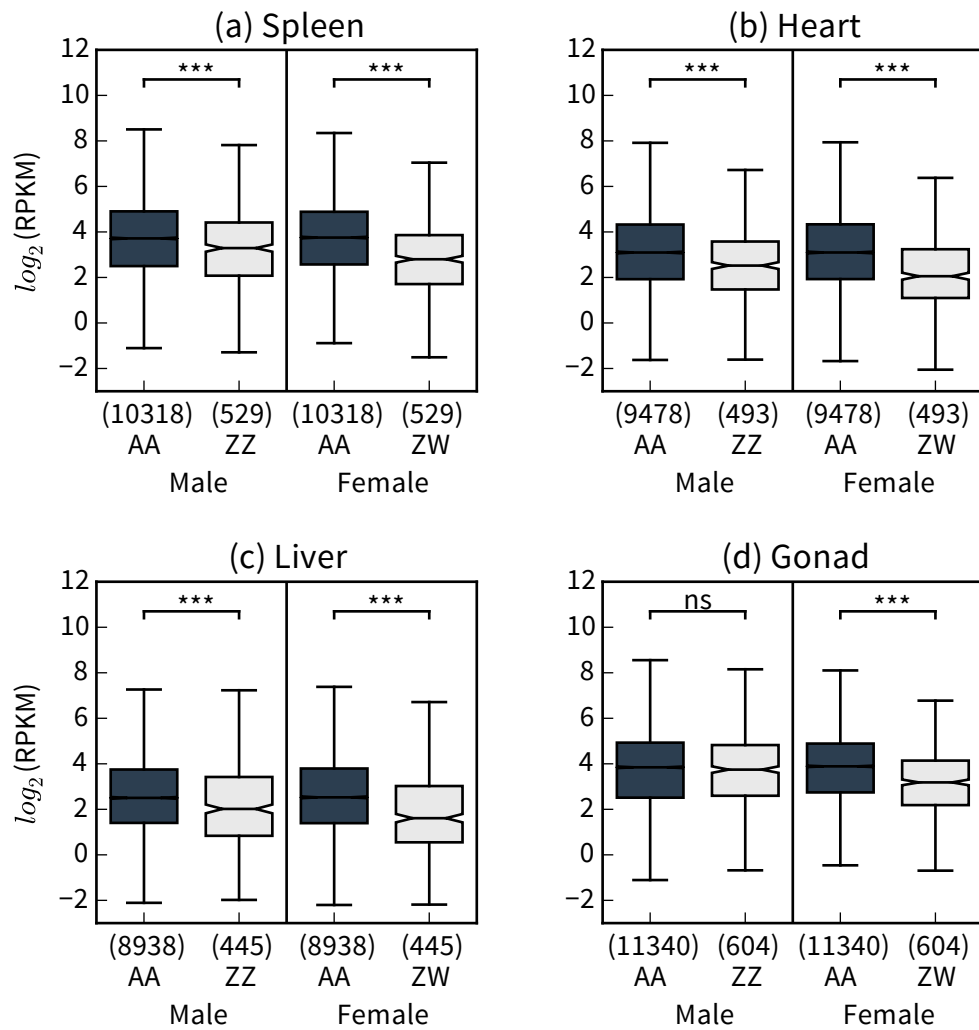 (a) Spleen
12
10
8
6
4
2
0
−2
log2(RPKM)
*** ***
(10318) (529) (10318) (529)
AA ZZ AA ZW
Male Female
(b) Heart
12
10
8
6
4
2
0
−2
*** ***
(9478) (493) (9478) (493)
AA ZZ AA ZW
Male Female
(c) Liver
12
10
8
6
4
2
0
−2
log2(RPKM)
*** ***
(8938) (445) (8938) (445)
AA ZZ AA ZW
Male Female
(d) Gonad
12
10
8
6
4
2
0
−2
ns ***
(11340) (604) (11340) (604)
AA ZZ AA ZW
Male Female